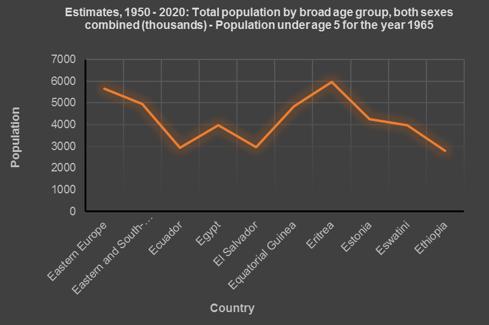 Estimates, 1950 - 2020: Total population by broad age group, both sexes
combined (thousands) - Population under age 5 for the year 1965
7000
6000
5000
4000
3000
2000
1000
0
Population
Eastern Europe
Eastern and South-…
Ecuador
Egypt
El Salvador
Equatorial Guinea
Eritrea
Estonia
Eswatini
Ethiopia
Country